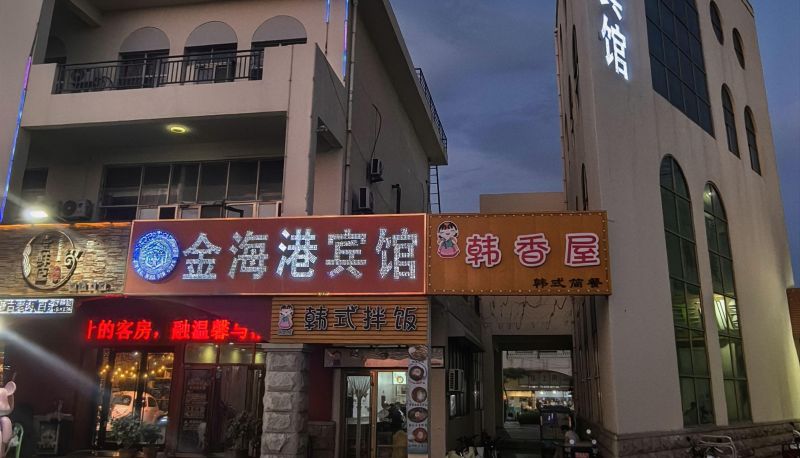 宾馆
金海港宾馆
韩香屋
韩式简餐
韩式拌饭
的客房，融温馨与